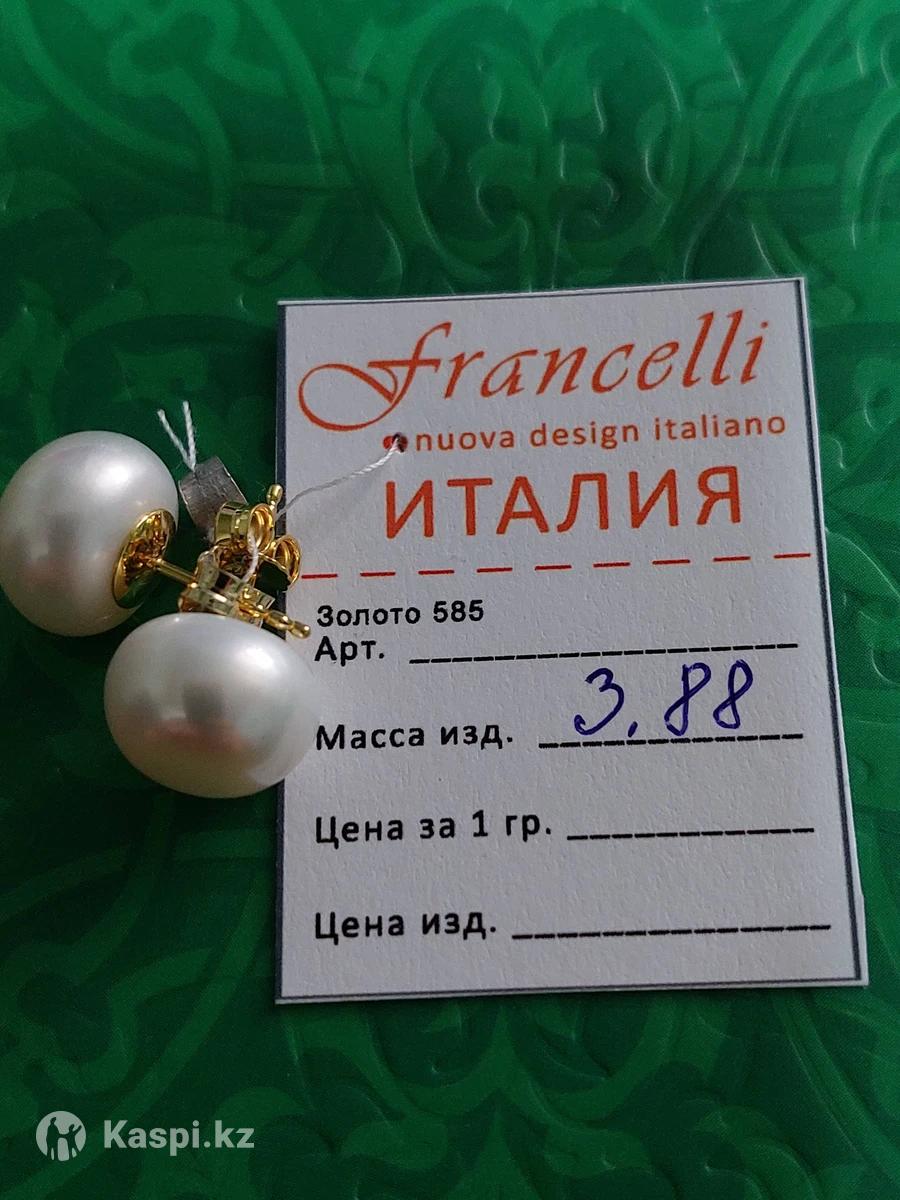 Francelli
nuova design italiano
ИТАЛИЯ
Золото 585
Арт.
Масса изд. 3.88
Цена за 1 гр.
Цена изд.
Kaspi.kz